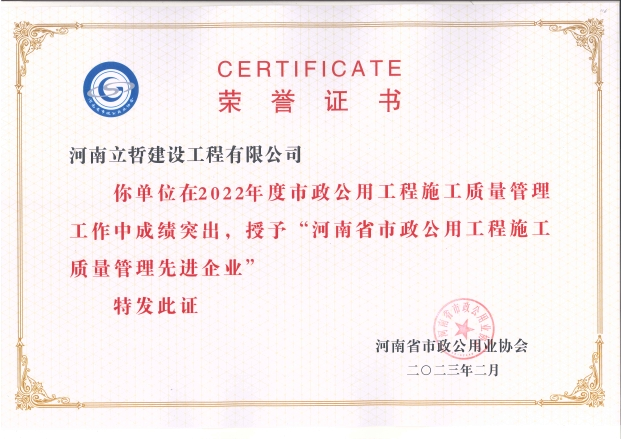 CERTIFICATE
荣誉证书
河南立哲建设工程有限公司
你单位在2022年度市政公用工程施工质量管理
工作中成绩突出，授予“河南省市政公用工程施工
质量管理先进企业”
特发此证
河南省市政公用业协会
二〇二三年二月